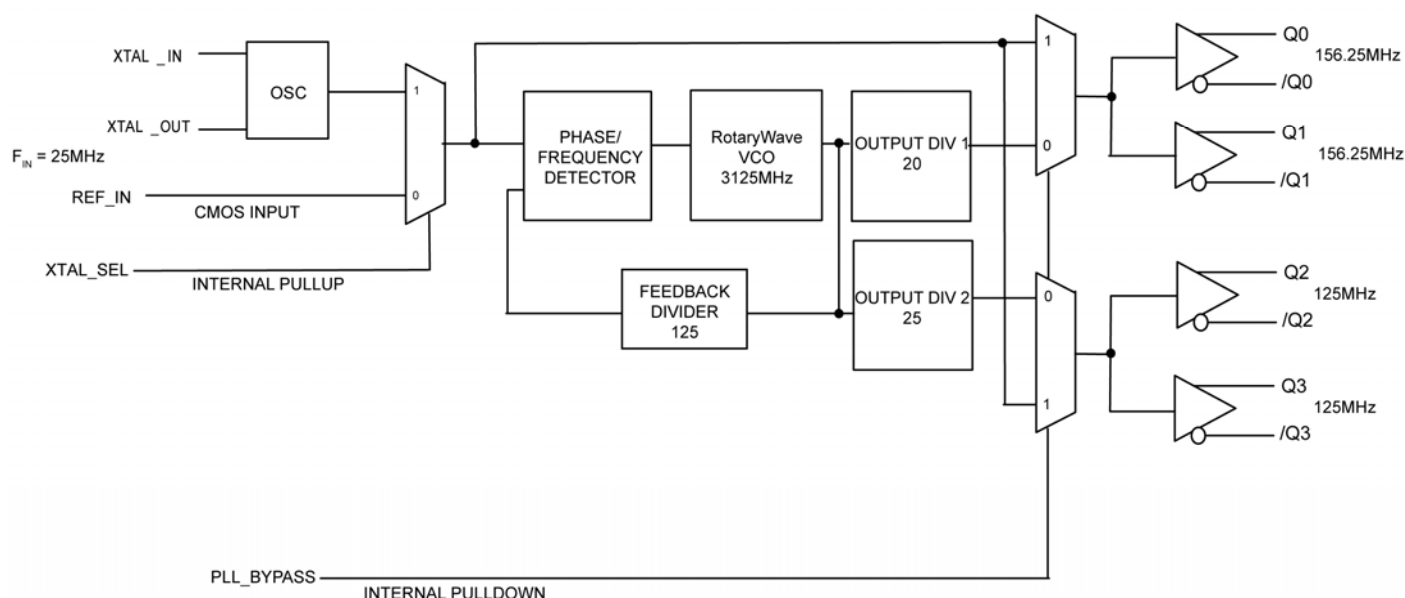 XTAL _IN
OSC
XTAL _OUT
F_IN = 25MHz
REF_IN
CMOS INPUT
XTAL_SEL
INTERNAL PULLUP
1
0
PHASE/
FREQUENCY
DETECTOR
RotaryWave
VCO
3125MHz
OUTPUT DIV 1
20
FEEDBACK
DIVIDER
125
OUTPUT DIV 2
25
1
0
0
1
Q0
156.25MHz
/Q0
Q1
156.25MHz
/Q1
Q2
125MHz
/Q2
Q3
125MHz
/Q3
PLL_BYPASS
INTERNAL PULLDOWN